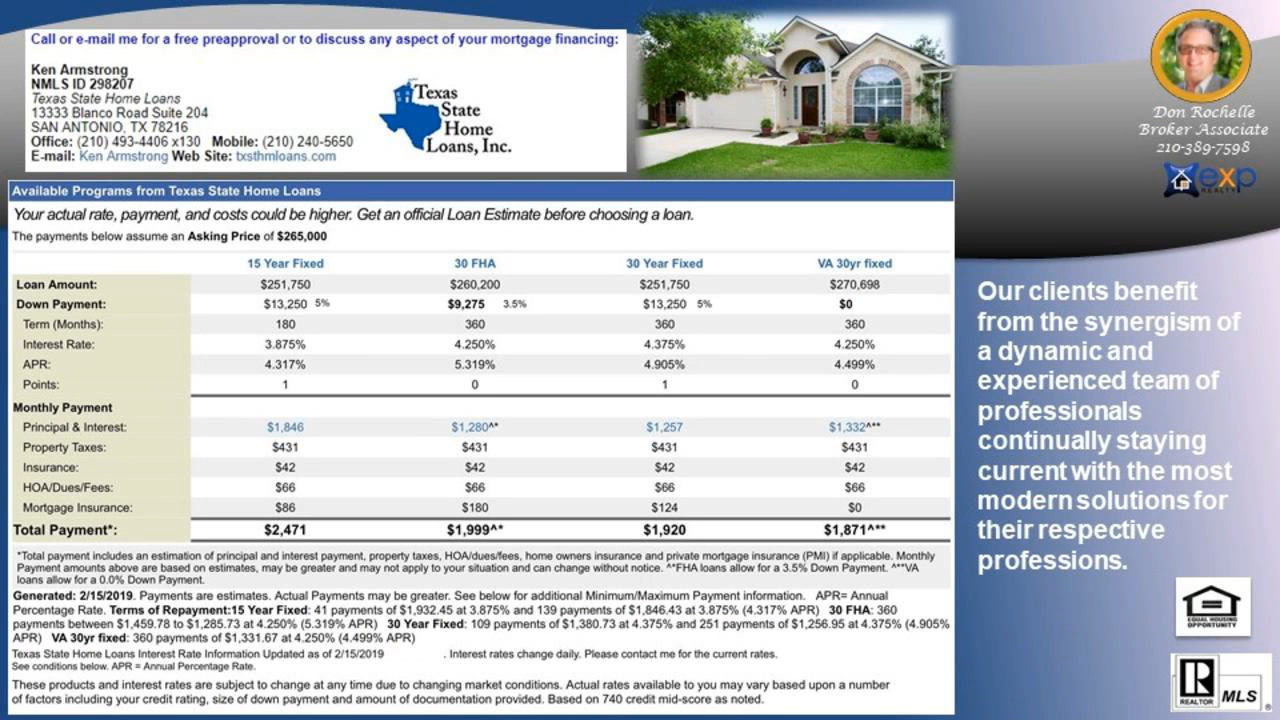 Call or e-mail me for a free preapproval or to discuss any aspect of your mortgage financing:
Ken Armstrong
NMLS ID 298207
Texas State Home Loans
13333 Blanco Road Suite 204
SAN ANTONIO, TX 78216
Office: (210) 493-4406 x130 Mobile: (210) 240-5650
E-mail: Ken Armstrong Web Site: txsthmloans.com
Texas
State
Home
Loans, Inc.
Don Rochelle
Broker Associate
210-389-7598
exp
REALTY
Available Programs from Texas State Home Loans
Your actual rate, payment, and costs could be higher. Get an official Loan Estimate before choosing a loan.
The payments below assume an Asking Price of $265,000
15 Year Fixed 30 FHA 30 Year Fixed VA 30yr fixed
Loan Amount: $251,750 $260,200 $251,750 $270,698
Down Payment: $13,250 5% $9,275 3.5% $13,250 5% $0
Term (Months): 180 360 360 360
Interest Rate: 3.875% 4.250% 4.375% 4.250%
APR: 4.317% 5.319% 4.905% 4.499%
Points: 1 0 1 0
Monthly Payment
Principal & Interest: $1,846 $1,280^* $1,257 $1,332^**
Property Taxes: $431 $431 $431 $431
Insurance: $42 $42 $42 $42
HOA/Dues/Fees: $66 $66 $66 $66
Mortgage Insurance: $86 $180 $124 $0
Total Payment*: $2,471 $1,999^* $1,920 $1,871^**
*Total payment includes an estimation of principal and interest payment, property taxes, HOA/dues/fees, home owners insurance and private mortgage insurance (PMI) if applicable. Monthly
Payment amounts above are based on estimates, may be greater and may not apply to your situation and can change without notice. ^*FHA loans allow for a 3.5% Down Payment. ^**VA
loans allow for a 0.0% Down Payment.
Generated: 2/15/2019. Payments are estimates. Actual Payments may be greater. See below for additional Minimum/Maximum Payment information. APR= Annual
Percentage Rate. Terms of Repayment:15 Year Fixed: 41 payments of $1,932.45 at 3.875% and 139 payments of $1,846.43 at 3.875% (4.317% APR) 30 FHA: 360
payments between $1,459.78 to $1,285.73 at 4.250% (5.319% APR) 30 Year Fixed: 109 payments of $1,380.73 at 4.375% and 251 payments of $1,256.95 at 4.375% (4.905%
APR) VA 30yr fixed: 360 payments of $1,331.67 at 4.250% (4.499% APR)
Texas State Home Loans Interest Rate Information Updated as of 2/15/2019 . Interest rates change daily. Please contact me for the current rates.
See conditions below. APR = Annual Percentage Rate.
These products and interest rates are subject to change at any time due to changing market conditions. Actual rates available to you may vary based upon a number
of factors including your credit rating, size of down payment and amount of documentation provided. Based on 740 credit mid-score as noted.
Our clients benefit
from the synergism of
a dynamic and
experienced team of
professionals
continually staying
current with the most
modern solutions for
their respective
professions.
EQUAL HOUSING
OPPORTUNITY
R
REALTOR MLS ®